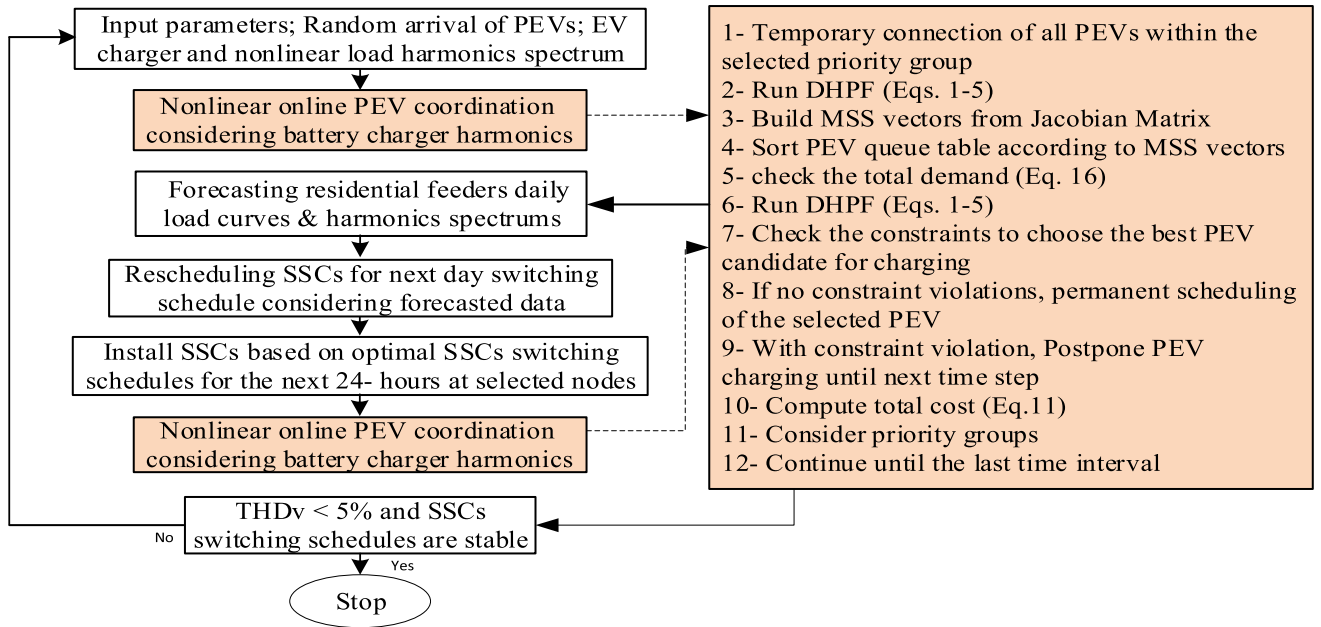 Input parameters; Random arrival of PEVs; EV
charger and nonlinear load harmonics spectrum
Nonlinear online PEV coordination
considering battery charger harmonics
Forecasting residential feeders daily
load curves & harmonics spectrums
Rescheduling SSCs for next day switching
schedule considering forecasted data
Install SSCs based on optimal SSCs switching
schedules for the next 24- hours at selected nodes
Nonlinear online PEV coordination
considering battery charger harmonics
THDv < 5% and SSCs
switching schedules are stable
No
Yes
Stop
1- Temporary connection of all PEVs within the
selected priority group
2- Run DHPF (Eqs. 1-5)
3- Build MSS vectors from Jacobian Matrix
4- Sort PEV queue table according to MSS vectors
5- check the total demand (Eq. 16)
6- Run DHPF (Eqs. 1-5)
7- Check the constraints to choose the best PEV
candidate for charging
8- If no constraint violations, permanent scheduling
of the selected PEV
9- With constraint violation, Postpone PEV
charging until next time step
10- Compute total cost (Eq.11)
11- Consider priority groups
12- Continue until the last time interval